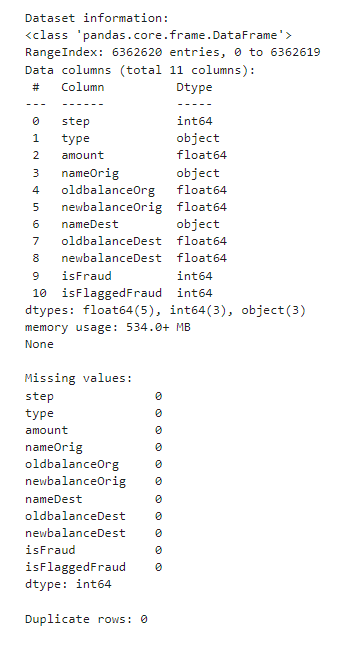 Dataset information:
<class 'pandas.core.frame.DataFrame'>
RangeIndex: 6362620 entries, 0 to 6362619
Data columns (total 11 columns):
 #   Column          Dtype
---  ------          -----
 0   step            int64
 1   type            object
 2   amount          float64
 3   nameOrig        object
 4   oldbalanceOrg   float64
 5   newbalanceOrig  float64
 6   nameDest        object
 7   oldbalanceDest  float64
 8   newbalanceDest  float64
 9   isFraud         int64
 10  isFlaggedFraud  int64
dtypes: float64(5), int64(3), object(3)
memory usage: 534.0+ MB
None

Missing values:
step              0
type              0
amount            0
nameOrig          0
oldbalanceOrg     0
newbalanceOrig    0
nameDest          0
oldbalanceDest    0
newbalanceDest    0
isFraud           0
isFlaggedFraud    0
dtype: int64

Duplicate rows: 0